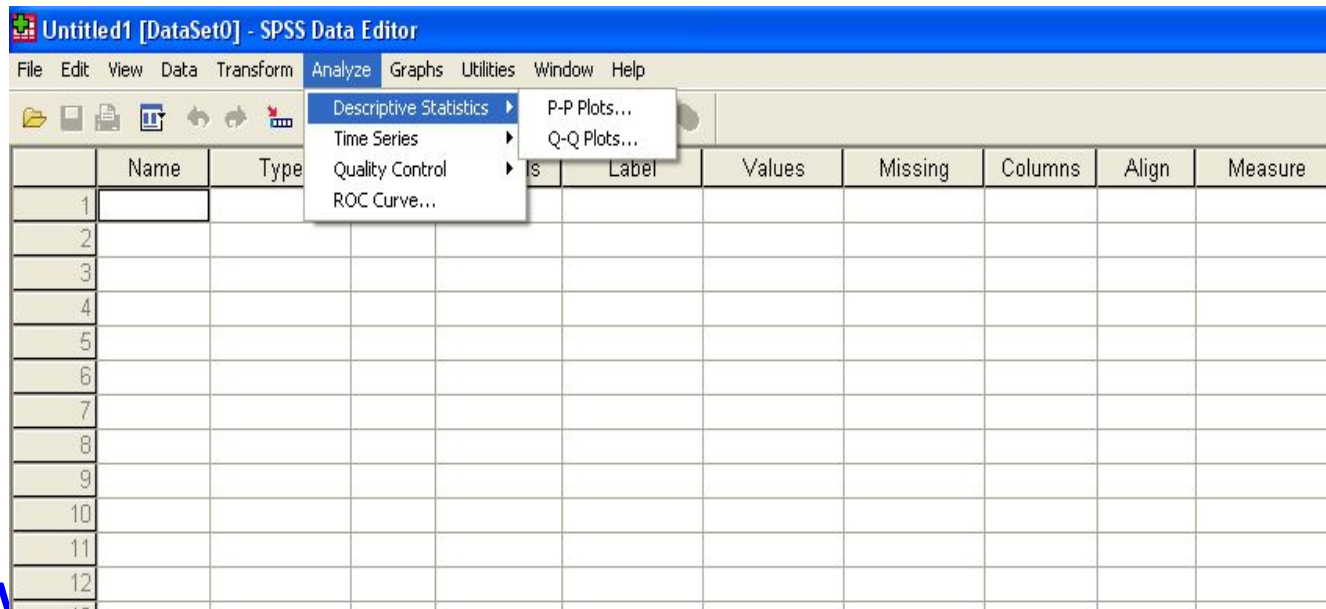 Untitled1 [DataSet0] - SPSS Data Editor
File Edit View Data Transform Analyze Graphs Utilities Window Help
Descriptive Statistics
P-P Plots...
Time Series
Q-Q Plots...
Quality Control
ROC Curve...
Name Type ls Label Values Missing Columns Align Measure
1
2
3
4
5
6
7
8
9
10
11
12